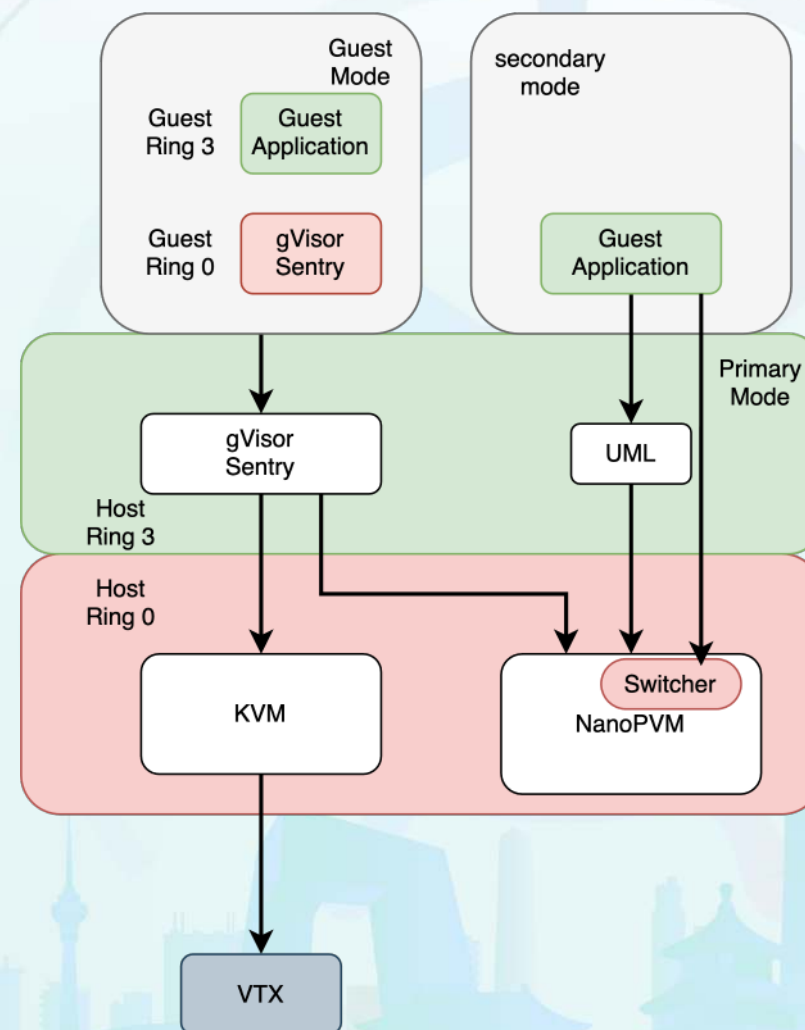 Guest
Mode
Guest
Ring 3
Guest
Application
Guest
Ring 0
gVisor
Sentry
secondary
mode
Guest
Application
Primary
Mode
gVisor
Sentry
UML
Host
Ring 3
Host
Ring 0
KVM
Switcher
NanoPVM
VTX